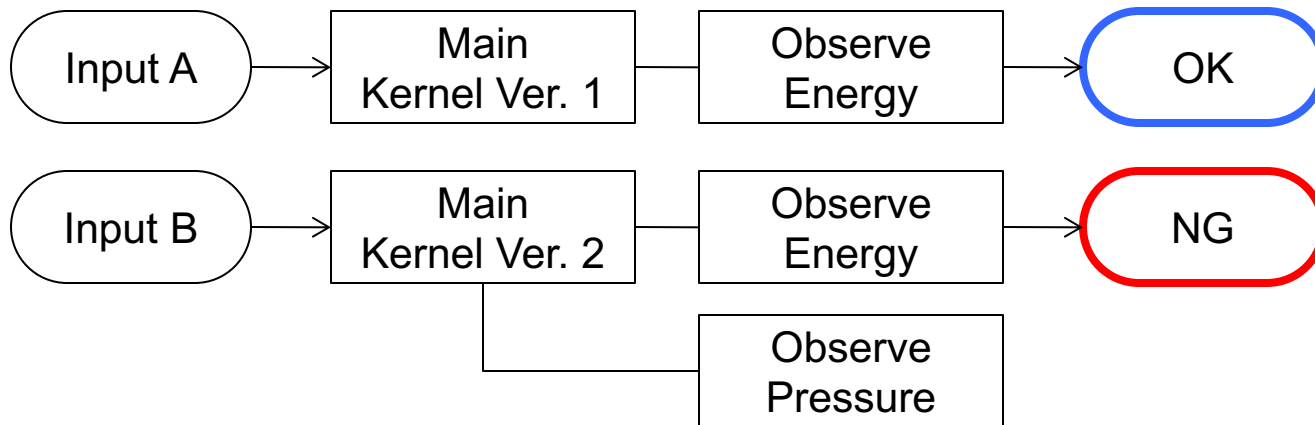 Input A
Main
Kernel Ver. 1
Observe
Energy
OK
Input B
Main
Kernel Ver. 2
Observe
Energy
NG
Observe
Pressure